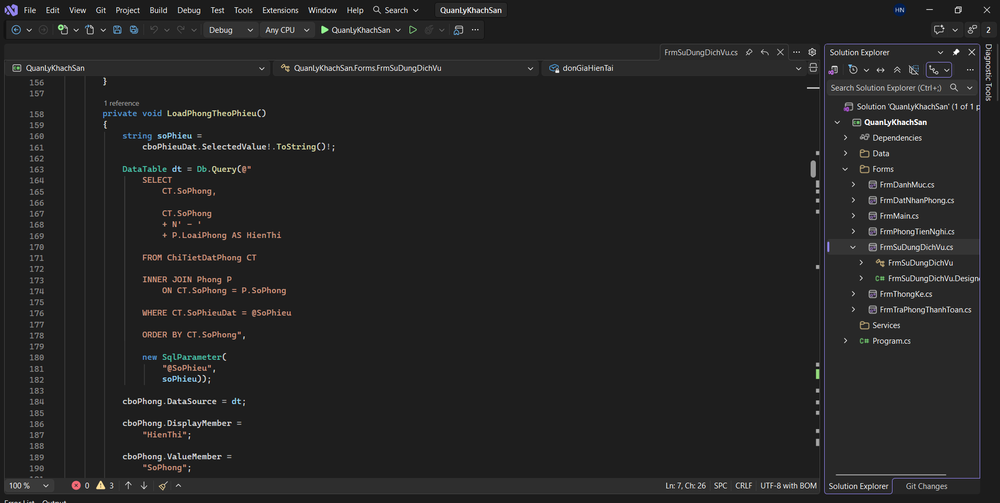 File Edit View Git Project Build Debug Test Tools Extensions Window Help Search QuanLyKhachSan HN
Debug Any CPU QuanLyKhachSan 2
FrmSuDungDichVu.cs
QuanLyKhachSan QuanLyKhachSan.Forms.FrmSuDungDichVu donGiaHienTai
156 }
157
1 reference
158 private void LoadPhongTheoPhieu()
159 {
160 string soPhieu =
161 cboPhieuDat.SelectedValue!.ToString()!;
162
163 DataTable dt = Db.Query(@"
164 SELECT
165 CT.SoPhong,
166
167 CT.SoPhong
168 + N' - '
169 + P.LoaiPhong AS HienThi
170
171 FROM ChiTietDatPhong CT
172
173 INNER JOIN Phong P
174 ON CT.SoPhong = P.SoPhong
175
176 WHERE CT.SoPhieuDat = @SoPhieu
177
178 ORDER BY CT.SoPhong",
179
180 new SqlParameter(
181 "@SoPhieu",
182 soPhieu));
183
184 cboPhong.DataSource = dt;
185
186 cboPhong.DisplayMember =
187 "HienThi";
188
189 cboPhong.ValueMember =
190 "SoPhong";
100 % 0 3 Ln: 7, Ch: 26 SPC CRLF UTF-8 with BOM
Error List Output
Solution Explorer
Search Solution Explorer (Ctrl+;)
Solution 'QuanLyKhachSan' (1 of 1 p
C# QuanLyKhachSan
Dependencies
Data
Forms
FrmDanhMuc.cs
FrmDatNhanPhong.cs
FrmMain.cs
FrmPhongTienNghi.cs
FrmSuDungDichVu.cs
FrmSuDungDichVu
C# FrmSuDungDichVu.Design
FrmThongKe.cs
FrmTraPhongThanhToan.cs
Services
C# Program.cs
Solution Explorer Git Changes
Diagnostic Tools